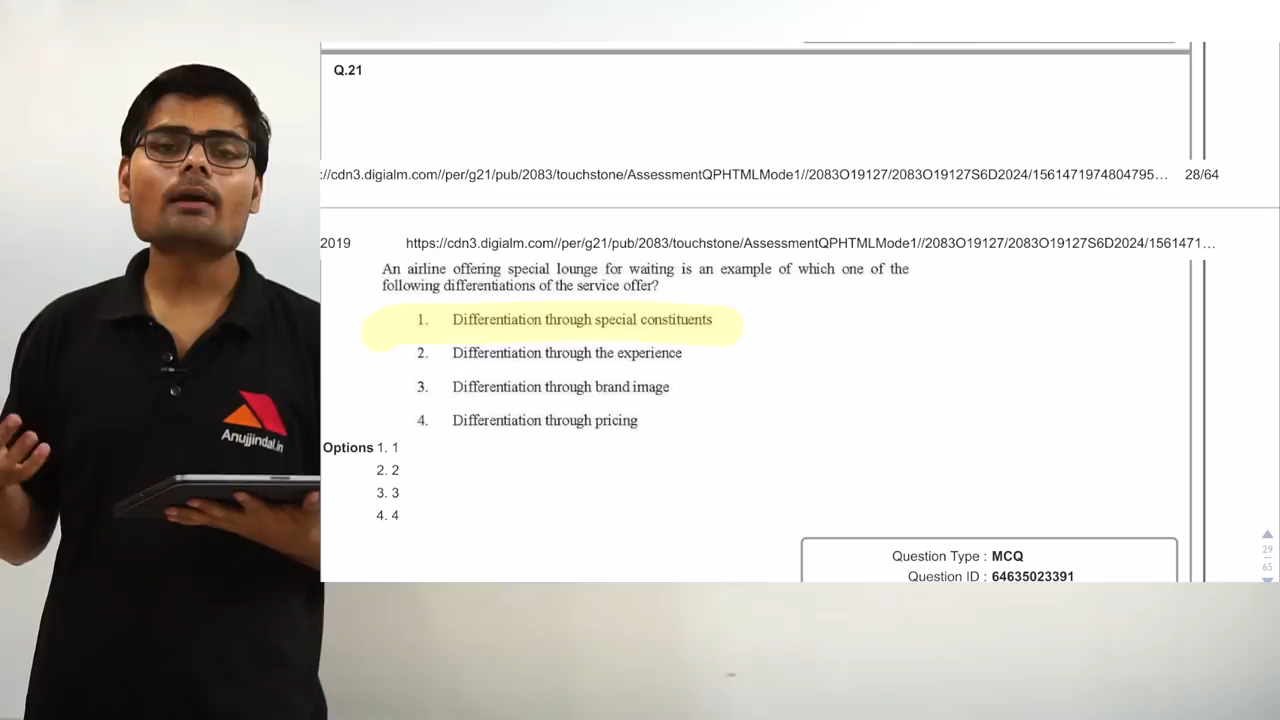 Q.21
://cdn3.digialm.com//per/g21/pub/2083/touchstone/AssessmentQPHTMLMode1//2083O19127/2083O19127S6D2024/1561471974804795… 28/64
2019 https://cdn3.digialm.com//per/g21/pub/2083/touchstone/AssessmentQPHTMLMode1//2083O19127/2083O19127S6D2024/1561471…
An airline offering special lounge for waiting is an example of which one of the
following differentiations of the service offer?
1. Differentiation through special constituents
2. Differentiation through the experience
3. Differentiation through brand image
4. Differentiation through pricing
Options 1. 1
2. 2
3. 3
4. 4
Question Type : MCQ
Question ID : 64635023391
29
65
Anujjindal.in